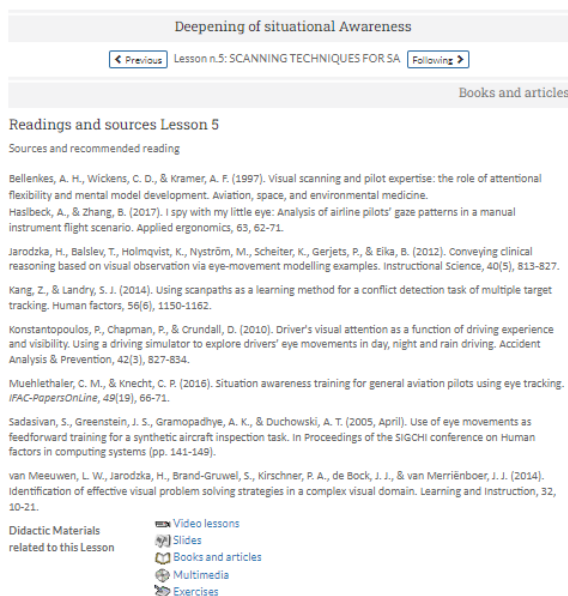 Deepening of situational Awareness
Previous Lesson n.5: SCANNING TECHNIQUES FOR SA Following
Books and articles
Readings and sources Lesson 5
Sources and recommended reading
Bellenkes, A. H., Wickens, C. D., & Kramer, A. F. (1997). Visual scanning and pilot expertise: the role of attentional
flexibility and mental model development. Aviation, space, and environmental medicine.
Haslbeck, A., & Zhang, B. (2017). I spy with my little eye: Analysis of airline pilots' gaze patterns in a manual
instrument flight scenario. Applied ergonomics, 63, 62-71.
Jarodzka, H., Balslev, T., Holmqvist, K., Nyström, M., Scheiter, K., Gerjets, P., & Eika, B. (2012). Conveying clinical
reasoning based on visual observation via eye-movement modelling examples. Instructional Science, 40(5), 813-827.
Kang, Z., & Landry, S. J. (2014). Using scanpaths as a learning method for a conflict detection task of multiple target
tracking. Human factors, 56(6), 1150-1162.
Konstantopoulos, P., Chapman, P., & Crundall, D. (2010). Driver's visual attention as a function of driving experience
and visibility. Using a driving simulator to explore drivers' eye movements in day, night and rain driving. Accident
Analysis & Prevention, 42(3), 827-834.
Muehlethaler, C. M., & Knecht, C. P. (2016). Situation awareness training for general aviation pilots using eye tracking.
IFAC-PapersOnLine, 49(19), 66-71.
Sadasivan, S., Greenstein, J. S., Gramopadhye, A. K., & Duchowski, A. T. (2005, April). Use of eye movements as
feedforward training for a synthetic aircraft inspection task. In Proceedings of the SIGCHI conference on Human
factors in computing systems (pp. 141-149).
van Meeuwen, L. W., Jarodzka, H., Brand-Gruwel, S., Kirschner, P. A., de Bock, J. J., & van Merriënboer, J. J. (2014).
Identification of effective visual problem solving strategies in a complex visual domain. Learning and Instruction, 32,
10-21.
Didactic Materials
related to this Lesson
Video lessons
Slides
Books and articles
Multimedia
Exercises